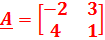 A = [−2 3
4 1]